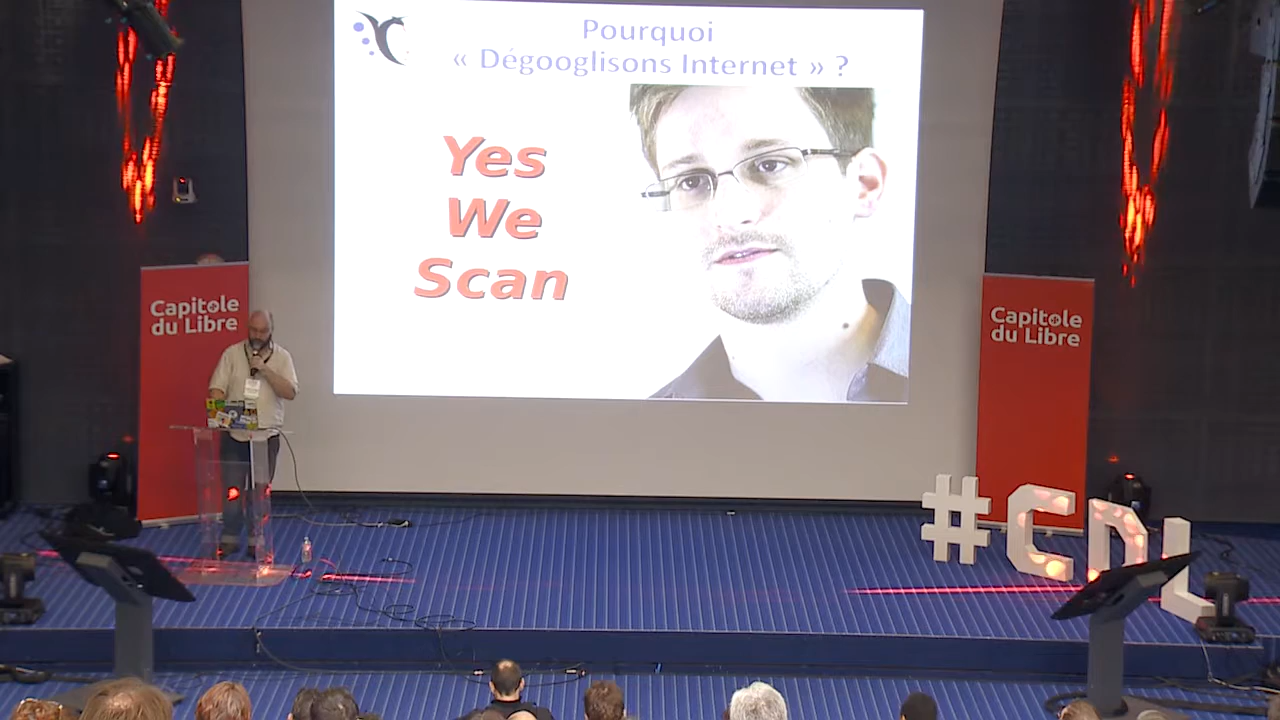 Pourquoi
« Dégooglisons Internet » ?
Yes
We
Scan
Capitole
du Libre
Capitole
du Libre
#CDL